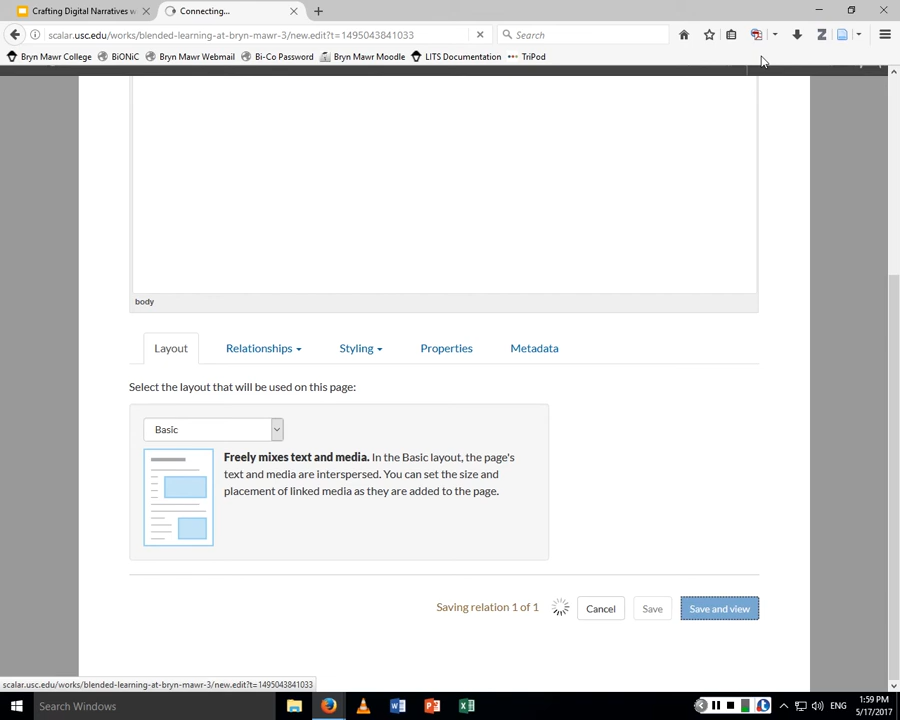 Crafting Digital Narratives w
Connecting...
scalar.usc.edu/works/blended-learning-at-bryn-mawr-3/new.edit?t=1495043841033
Search
Bryn Mawr College
BiONiC
Bryn Mawr Webmail
Bi-Co Password
Bryn Mawr Moodle
LITS Documentation
TriPod
body
Layout
Relationships
Styling
Properties
Metadata
Select the layout that will be used on this page:
Basic
Freely mixes text and media. In the Basic layout, the page's
text and media are interspersed. You can set the size and
placement of linked media as they are added to the page.
Saving relation 1 of 1
Cancel
Save
Save and view
scalar.usc.edu/works/blended-learning-at-bryn-mawr-3/new.edit?t=1495043841033
Search Windows
ENG
1:59 PM
5/17/2017